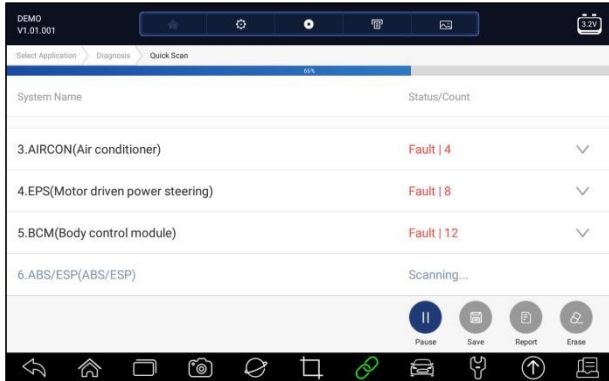 DEMO
V1.01.001
3.2V
Select Application Diagnosis Quick Scan
66%
System Name Status/Count
3.AIRCON(Air conditioner) Fault | 4
4.EPS(Motor driven power steering) Fault | 8
5.BCM(Body control module) Fault | 12
6.ABS/ESP(ABS/ESP) Scanning...
Pause Save Report Erase